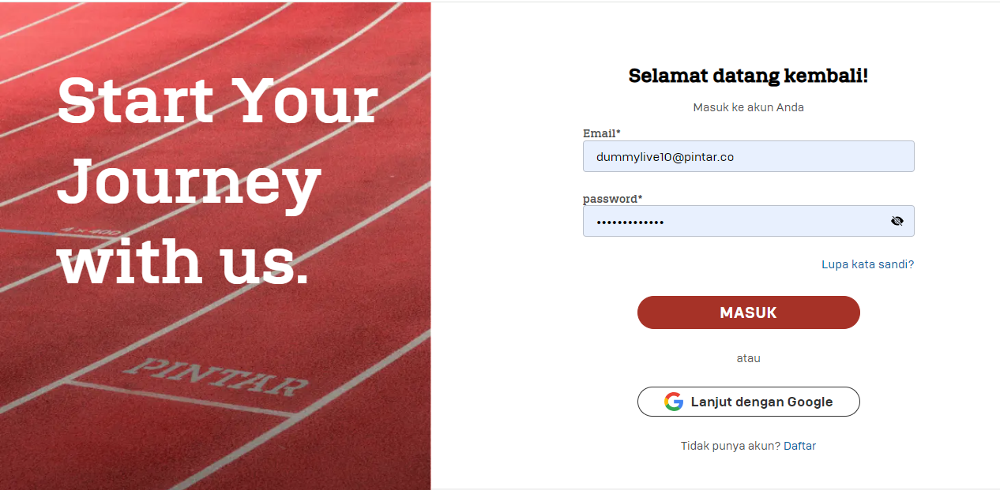 Start Your
Journey
with us.
4 x 400
PINTAR
Selamat datang kembali!
Masuk ke akun Anda
Email*
dummylive10@pintar.co
password*
•••••••••••••
Lupa kata sandi?
MASUK
atau
Lanjut dengan Google
Tidak punya akun? Daftar